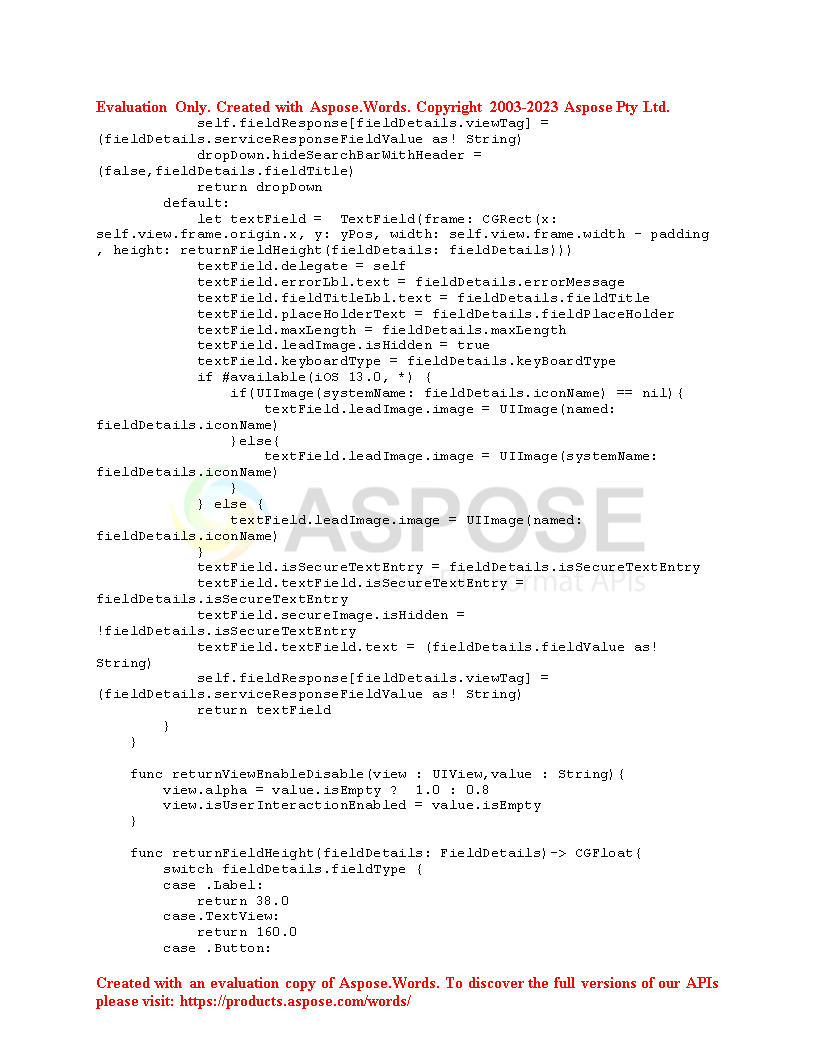 Evaluation Only. Created with Aspose.Words. Copyright 2003-2023 Aspose Pty Ltd.
            self.fieldResponse[fieldDetails.viewTag] =
(fieldDetails.serviceResponseFieldValue as! String)
            dropDown.hideSearchBarWithHeader =
(false,fieldDetails.fieldTitle)
            return dropDown
        default:
            let textField =  TextField(frame: CGRect(x:
self.view.frame.origin.x, y: yPos, width: self.view.frame.width - padding
, height: returnFieldHeight(fieldDetails: fieldDetails)))
            textField.delegate = self
            textField.errorLbl.text = fieldDetails.errorMessage
            textField.fieldTitleLbl.text = fieldDetails.fieldTitle
            textField.placeHolderText = fieldDetails.fieldPlaceHolder
            textField.maxLength = fieldDetails.maxLength
            textField.leadImage.isHidden = true
            textField.keyboardType = fieldDetails.keyBoardType
            if #available(iOS 13.0, *) {
                if(UIImage(systemName: fieldDetails.iconName) == nil){
                    textField.leadImage.image = UIImage(named:
fieldDetails.iconName)
                }else{
                    textField.leadImage.image = UIImage(systemName:
fieldDetails.iconName)
                }
            } else {
                textField.leadImage.image = UIImage(named:
fieldDetails.iconName)
            }
ASPOSE
            textField.isSecureTextEntry = fieldDetails.isSecureTextEntry
            textField.textField.isSecureTextEntry =
Format APIs
fieldDetails.isSecureTextEntry
            textField.secureImage.isHidden =
!fieldDetails.isSecureTextEntry
            textField.textField.text = (fieldDetails.fieldValue as!
String)
            self.fieldResponse[fieldDetails.viewTag] =
(fieldDetails.serviceResponseFieldValue as! String)
            return textField
        }
    }

    func returnViewEnableDisable(view : UIView,value : String){
        view.alpha = value.isEmpty ?  1.0 : 0.8
        view.isUserInteractionEnabled = value.isEmpty
    }

    func returnFieldHeight(fieldDetails: FieldDetails)-> CGFloat{
        switch fieldDetails.fieldType {
        case .Label:
            return 38.0
        case.TextView:
            return 160.0
        case .Button:
Created with an evaluation copy of Aspose.Words. To discover the full versions of our APIs
please visit: https://products.aspose.com/words/